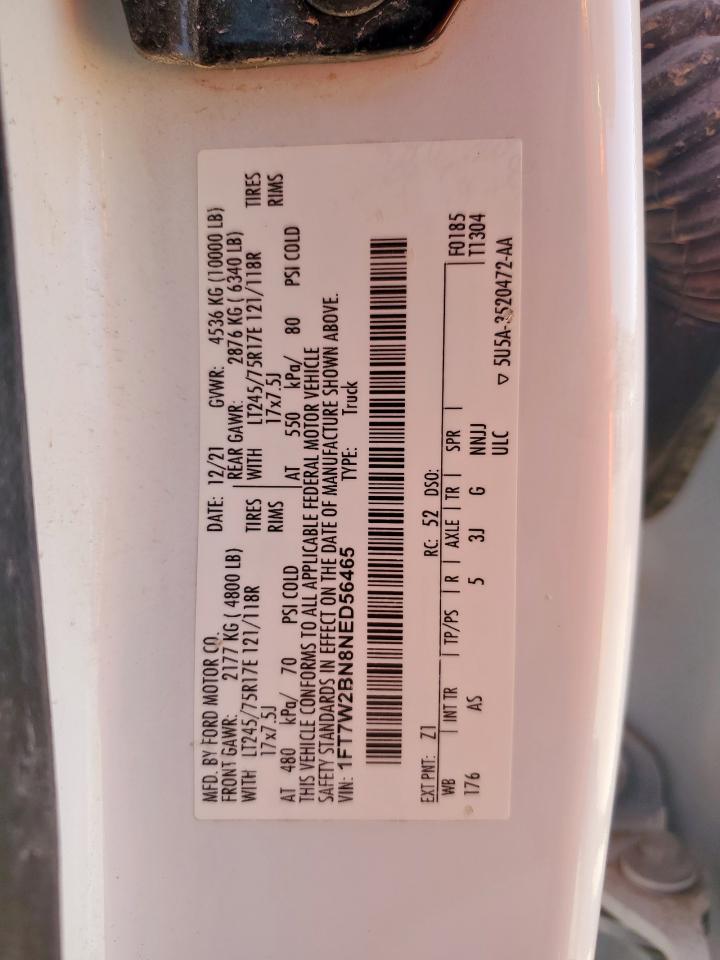 MFD. BY FORD MOTOR CO.
DATE: 12/21 GVWR: 4536 KG (10000 LB)
FRONT GAWR: 2177 KG ( 4800 LB) REAR GAWR: 2876 KG ( 6340 LB)
WITH LT245/75R17E 121/118R TIRES WITH LT245/75R17E 121/118R TIRES
17x7.5J RIMS 17x7.5J RIMS
AT 480 kPa/ 70 PSI COLD AT 550 kPa/ 80 PSI COLD
THIS VEHICLE CONFORMS TO ALL APPLICABLE FEDERAL MOTOR VEHICLE
SAFETY STANDARDS IN EFFECT ON THE DATE OF MANUFACTURE SHOWN ABOVE.
VIN: 1FT7W2BN8NED56465 TYPE: Truck
EXT PNT: Z1 RC: 52 DSO:
WB INT TR TP/PS R AXLE TR SPR F0185
176 AS 5 3J G NNJJ T1304
ULC ▽ 5U5A-3520472-AA